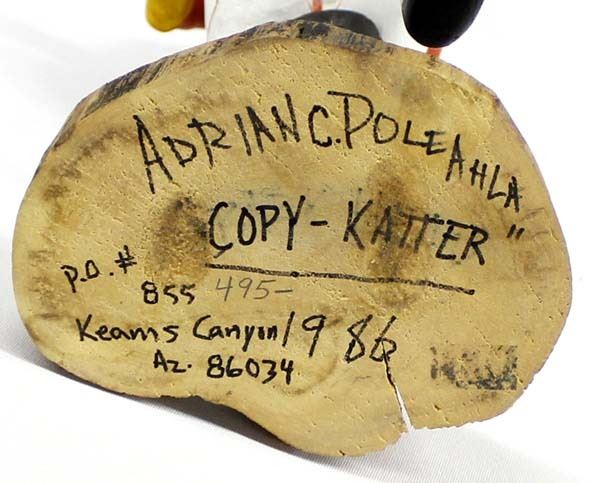 ADRIAN C. POLEAHLA
COPY-KATTER"
P.O. #
855 495-
Keams Canyon 1986
Az. 86034